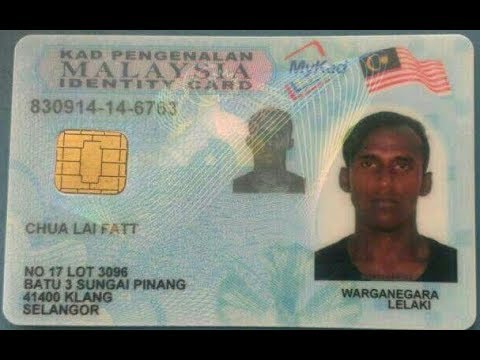 KAD PENGENALAN
MALAYSIA
IDENTITY CARD
MyKad
830914-14-6763
CHUA LAI FATT
NO 17 LOT 3096
BATU 3 SUNGAI PINANG
41400 KLANG
SELANGOR
WARGANEGARA
LELAKI